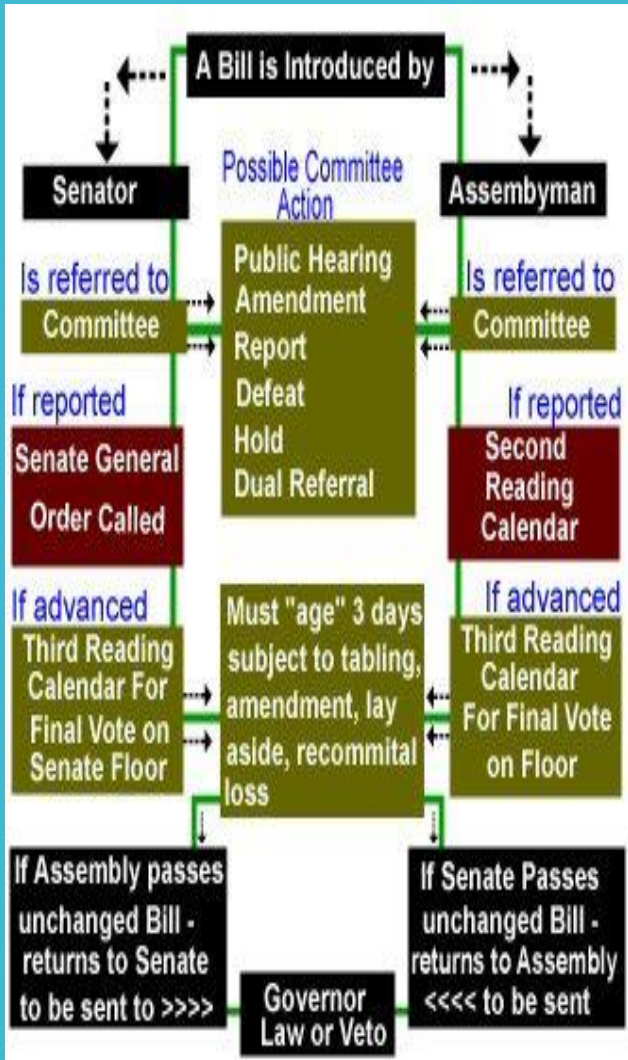 A Bill is Introduced by
Senator
Assembyman
Possible Committee
Action
Is referred to
Committee
Public Hearing
Amendment
Report
Defeat
Hold
Dual Referral
Is referred to
Committee
If reported
Senate General
Order Called
If reported
Second
Reading
Calendar
If advanced
Third Reading
Calendar For
Final Vote on
Senate Floor
Must "age" 3 days
subject to tabling,
amendment, lay
aside, recommital
loss
If advanced
Third Reading
Calendar
For Final Vote
on Floor
If Assembly passes
unchanged Bill -
returns to Senate
to be sent to >>>>
If Senate Passes
unchanged Bill -
returns to Assembly
<<<< to be sent
Governor
Law or Veto